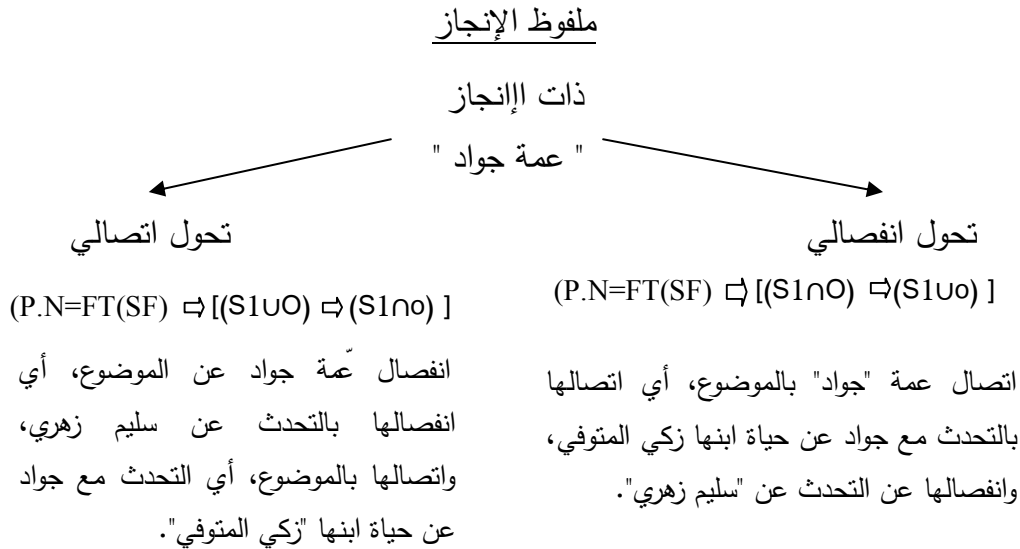 ملفوظ الإنجاز
ذات اإلنجاز
" عمة جواد "
تحول انفصالي
(P.N=FT(SF) ⇨ [(S1∩O) ⇨(S1∪o) ]
اتصال عمة "جواد" بالموضوع، أي اتصالها
بالتحدث مع جواد عن حياة ابنها زكي المتوفي،
وانفصالها عن التحدث عن "سليم زهري".
تحول اتصالي
(P.N=FT(SF) ⇨ [(S1∪O) ⇨ (S1∩o) ]
انفصال عّمة جواد عن الموضوع، أي
انفصالها بالتحدث عن سليم زهري،
واتصالها بالموضوع، أي التحدث مع جواد
عن حياة ابنها "زكي المتوفي".